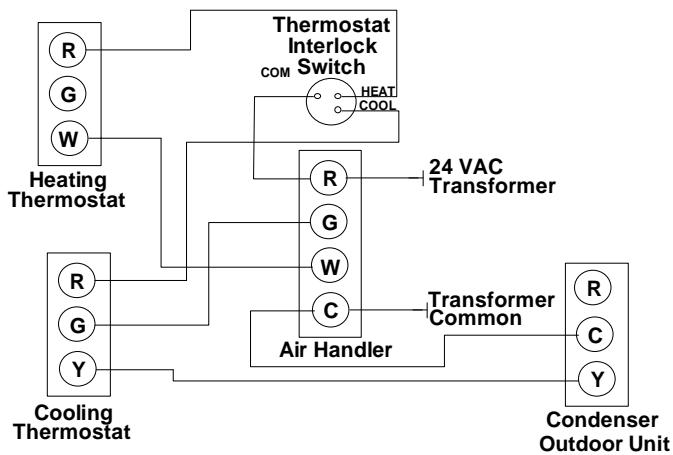 Thermostat
Interlock
Switch
COM
HEAT
COOL
R
G
W
Heating
Thermostat
R
G
W
C
24 VAC
Transformer
Transformer
Common
Air Handler
R
G
Y
Cooling
Thermostat
R
C
Y
Condenser
Outdoor Unit